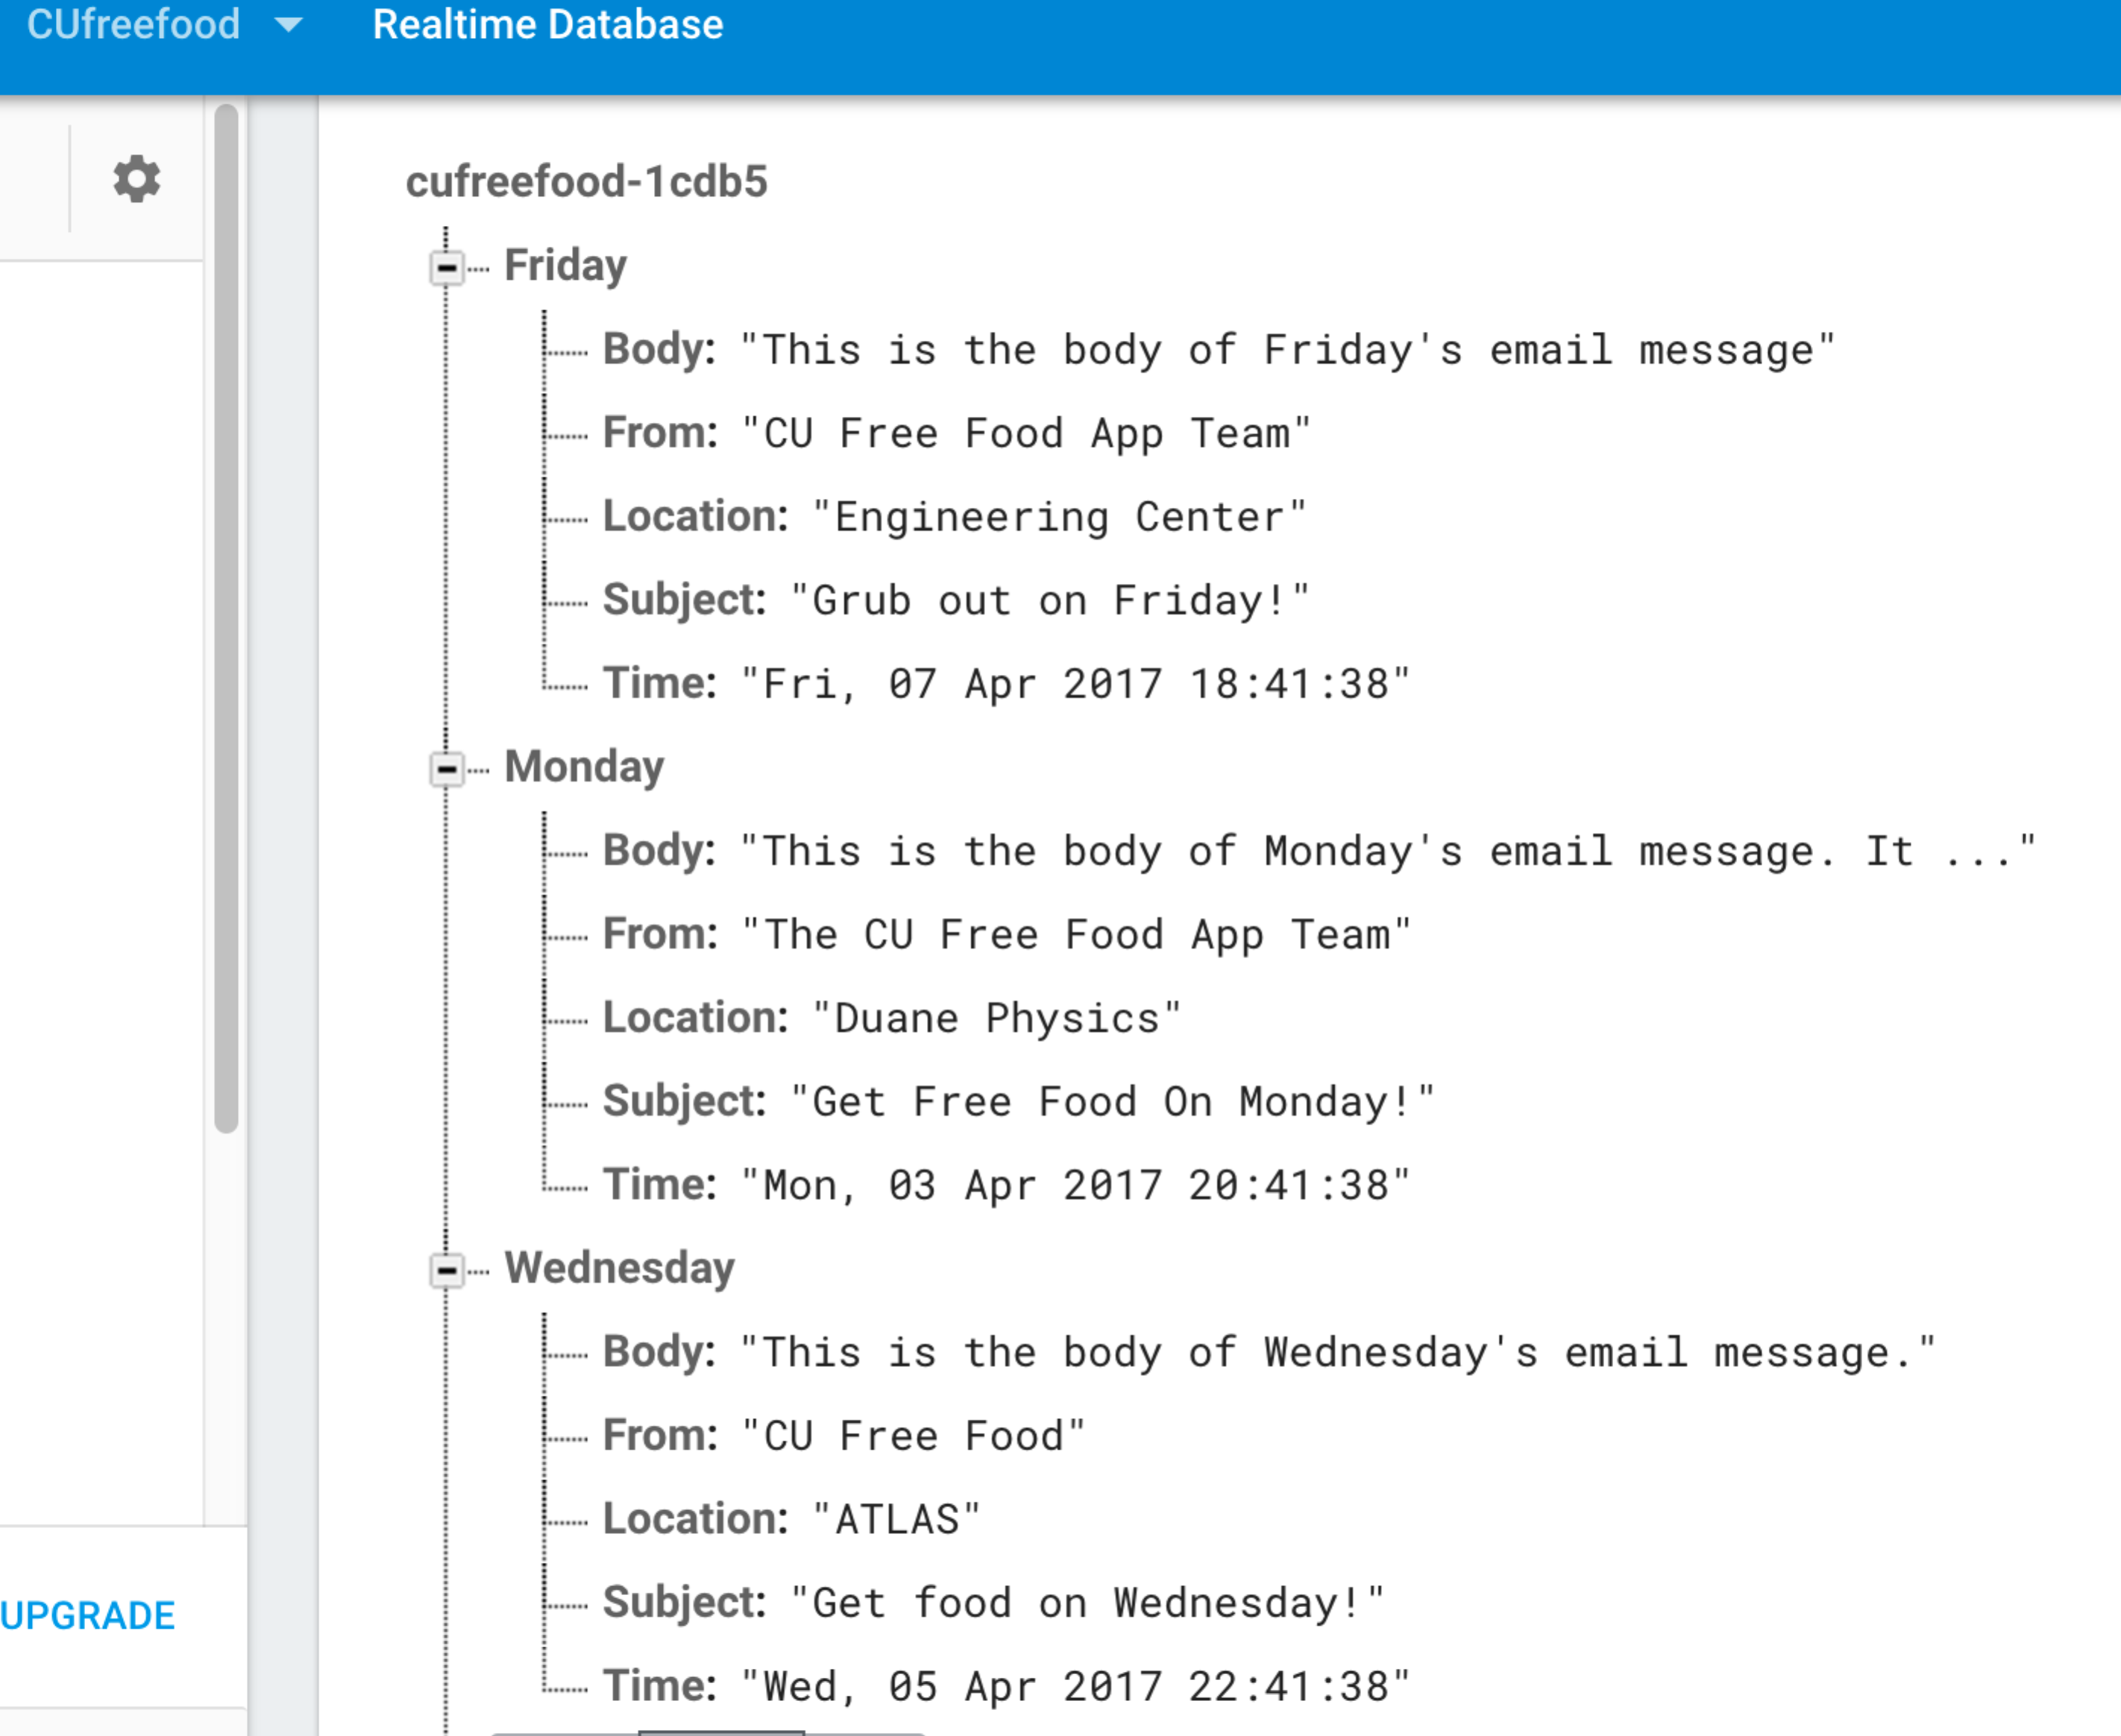 CUfreefood Realtime Database
cufreefood-1cdb5
Friday
Body: "This is the body of Friday's email message"
From: "CU Free Food App Team"
Location: "Engineering Center"
Subject: "Grub out on Friday!"
Time: "Fri, 07 Apr 2017 18:41:38"
Monday
Body: "This is the body of Monday's email message. It ..."
From: "The CU Free Food App Team"
Location: "Duane Physics"
Subject: "Get Free Food On Monday!"
Time: "Mon, 03 Apr 2017 20:41:38"
Wednesday
Body: "This is the body of Wednesday's email message."
From: "CU Free Food"
Location: "ATLAS"
Subject: "Get food on Wednesday!"
UPGRADE
Time: "Wed, 05 Apr 2017 22:41:38"